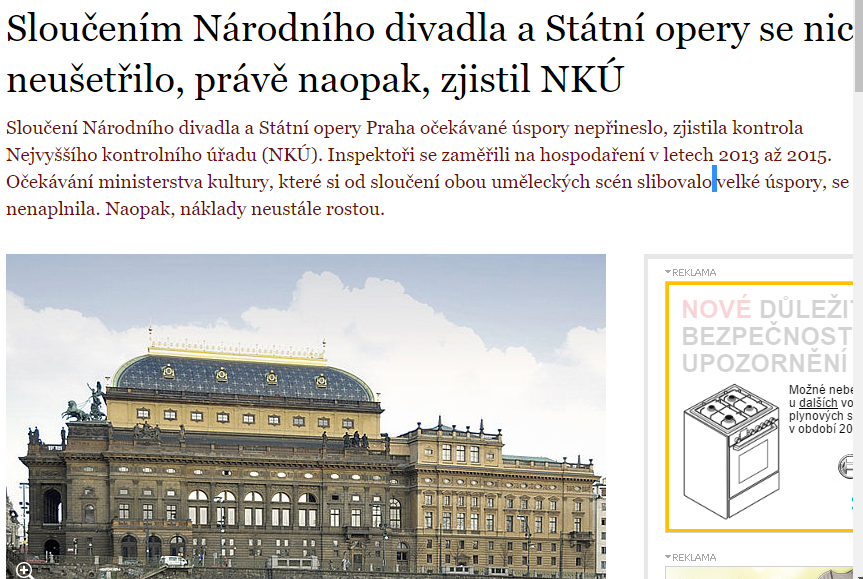 Sloučením Národního divadla a Státní opery se nic
neušetřilo, právě naopak, zjistil NKÚ
Sloučení Národního divadla a Státní opery Praha očekávané úspory nepřineslo, zjistila kontrola
Nejvyššího kontrolního úřadu (NKÚ). Inspektoři se zaměřili na hospodaření v letech 2013 až 2015.
Očekávání ministerstva kultury, které si od sloučení obou uměleckých scén slibovalo velké úspory, se
nenaplnila. Naopak, náklady neustále rostou.
REKLAMA
NOVÉ DŮLEŽIT
BEZPEČNOST
UPOZORNĚNÍ
Možné nebe
u dalších vo
plynových s
v období 20
REKLAMA